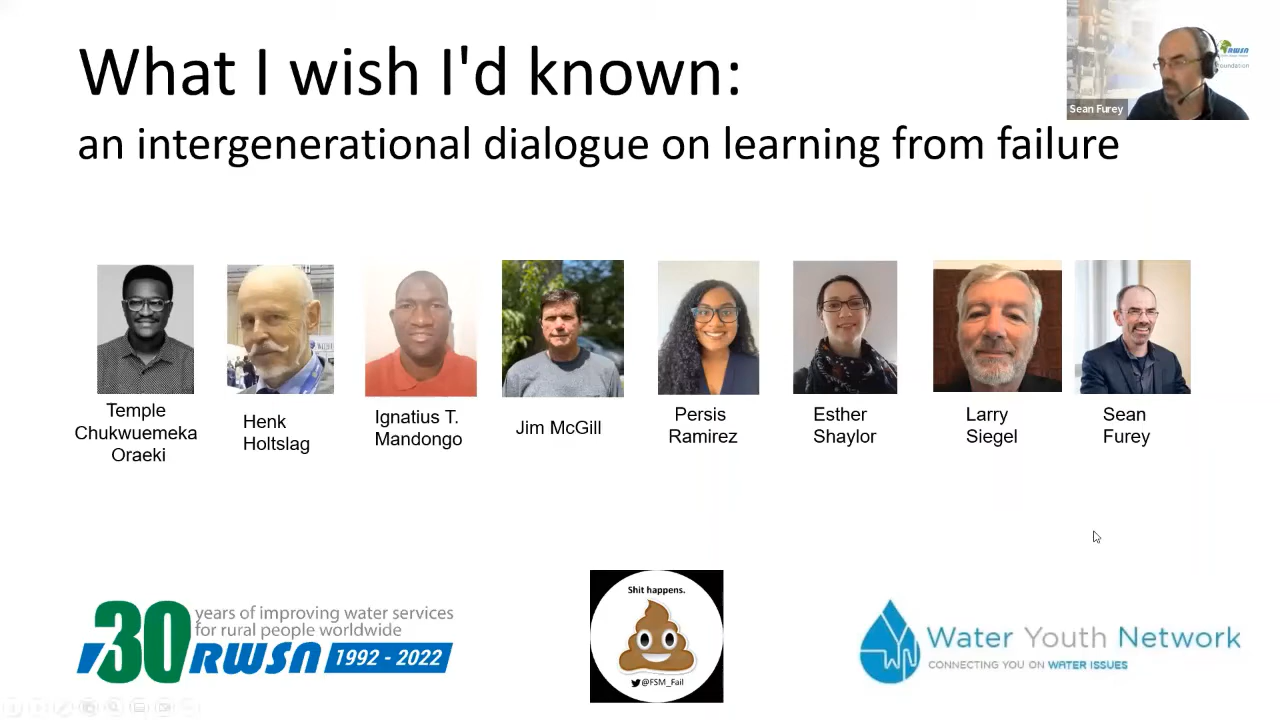 What I wish I'd known:
an intergenerational dialogue on learning from failure
RWSN
Foundation
Sean Furey
Temple
Chukwuemeka
Oraeki
Henk
Holtslag
Ignatius T.
Mandongo
Jim McGill
Persis
Ramirez
Esther
Shaylor
Larry
Siegel
Sean
Furey
30 years of improving water services
for rural people worldwide
RWSN 1992 - 2022
Shit happens.
@FSM_Fail
Water Youth Network
CONNECTING YOU ON WATER ISSUES